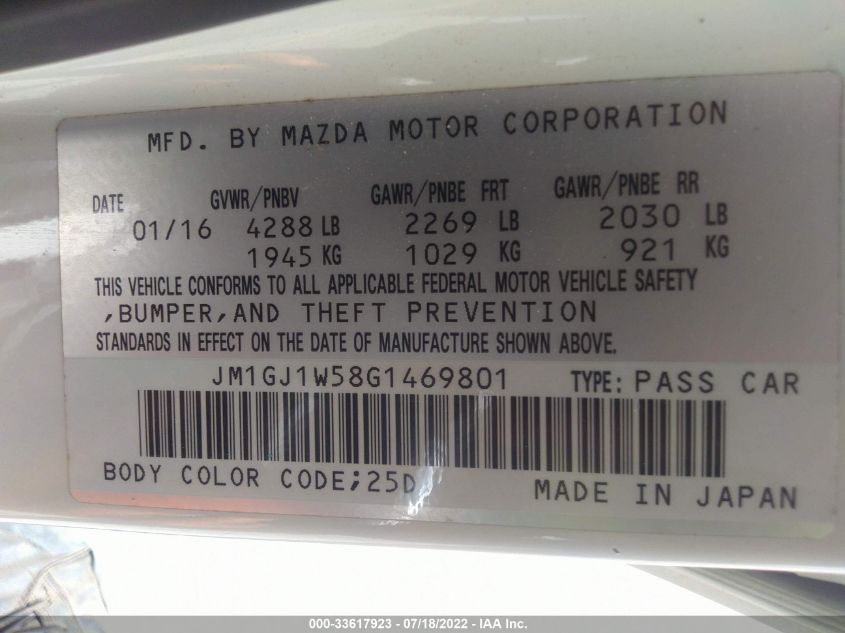 MFD. BY MAZDA MOTOR CORPORATION
DATE GVWR/PNBV GAWR/PNBE FRT GAWR/PNBE RR
01/16 4288 LB 2269 LB 2030 LB
1945 KG 1029 KG 921 KG
THIS VEHICLE CONFORMS TO ALL APPLICABLE FEDERAL MOTOR VEHICLE SAFETY
,BUMPER,AND THEFT PREVENTION
STANDARDS IN EFFECT ON THE DATE OF MANUFACTURE SHOWN ABOVE.
JM1GJ1W58G1469801 TYPE: PASS CAR
BODY COLOR CODE;25D MADE IN JAPAN
000-33617923 - 07/18/2022 - IAA Inc.